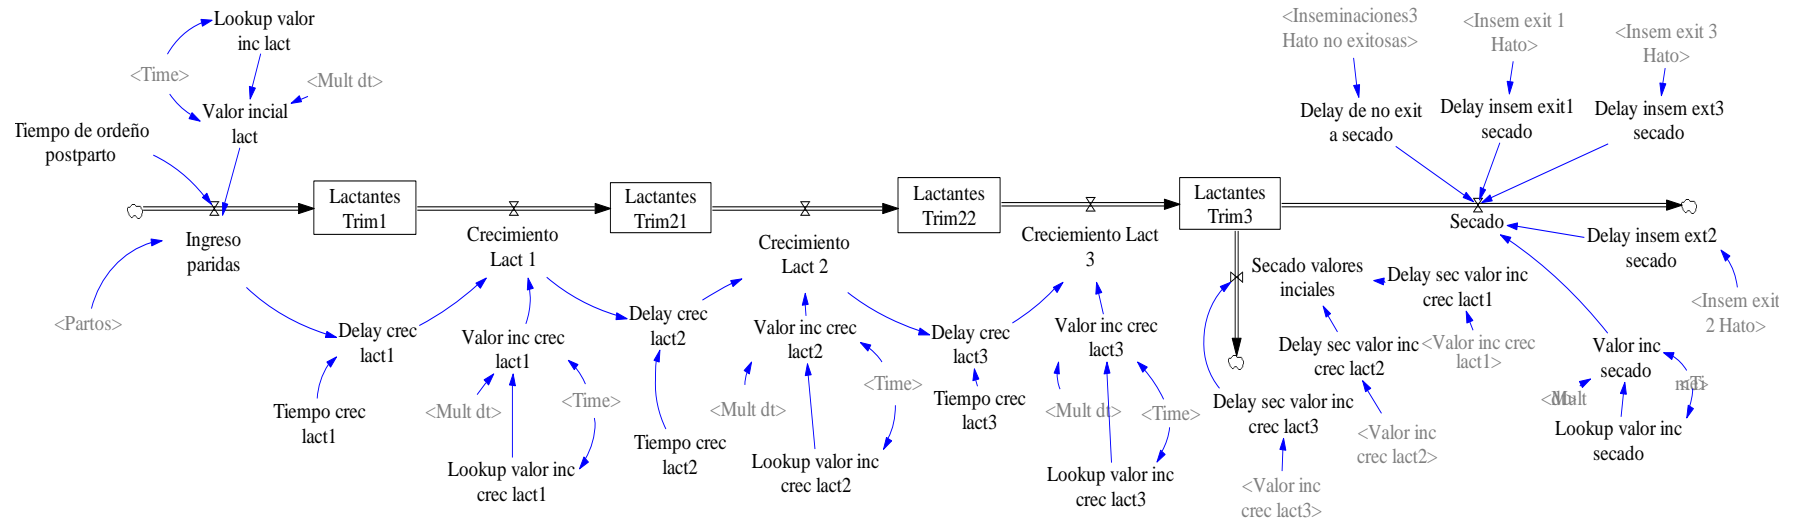 Lookup valor
inc lact
<Time>
<Mult dt>
Valor incial
lact
Tiempo de ordeño
postparto
Ingreso
paridas
<Partos>
Lactantes
Trim1
Crecimiento
Lact 1
Delay crec
lact1
Tiempo crec
lact1
Valor inc crec
lact1
<Mult dt>
<Time>
Lookup valor inc
crec lact1
Lactantes
Trim21
Crecimiento
Lact 2
Delay crec
lact2
Tiempo crec
lact2
Valor inc crec
lact2
<Mult dt>
<Time>
Lookup valor inc
crec lact2
Lactantes
Trim22
Creciemiento Lact
3
Delay crec
lact3
Tiempo crec
lact3
Valor inc crec
lact3
<Mult dt>
<Time>
Lookup valor inc
crec lact3
Lactantes
Trim3
Secado valores
inciales
Delay sec valor inc
crec lact1
<Valor inc crec
lact1>
Delay sec valor inc
crec lact2
<Valor inc
crec lact2>
Delay sec valor inc
crec lact3
<Valor inc
crec lact3>
<Inseminaciones3
Hato no exitosas>
Delay de no exit
a secado
<Insem exit 1
Hato>
Delay insem exit1
secado
<Insem exit 3
Hato>
Delay insem ext3
secado
Secado
Delay insem ext2
secado
<Insem exit
2 Hato>
Valor inc
secado
<Mult
dt>
<Ti
me>
Lookup valor inc
secado